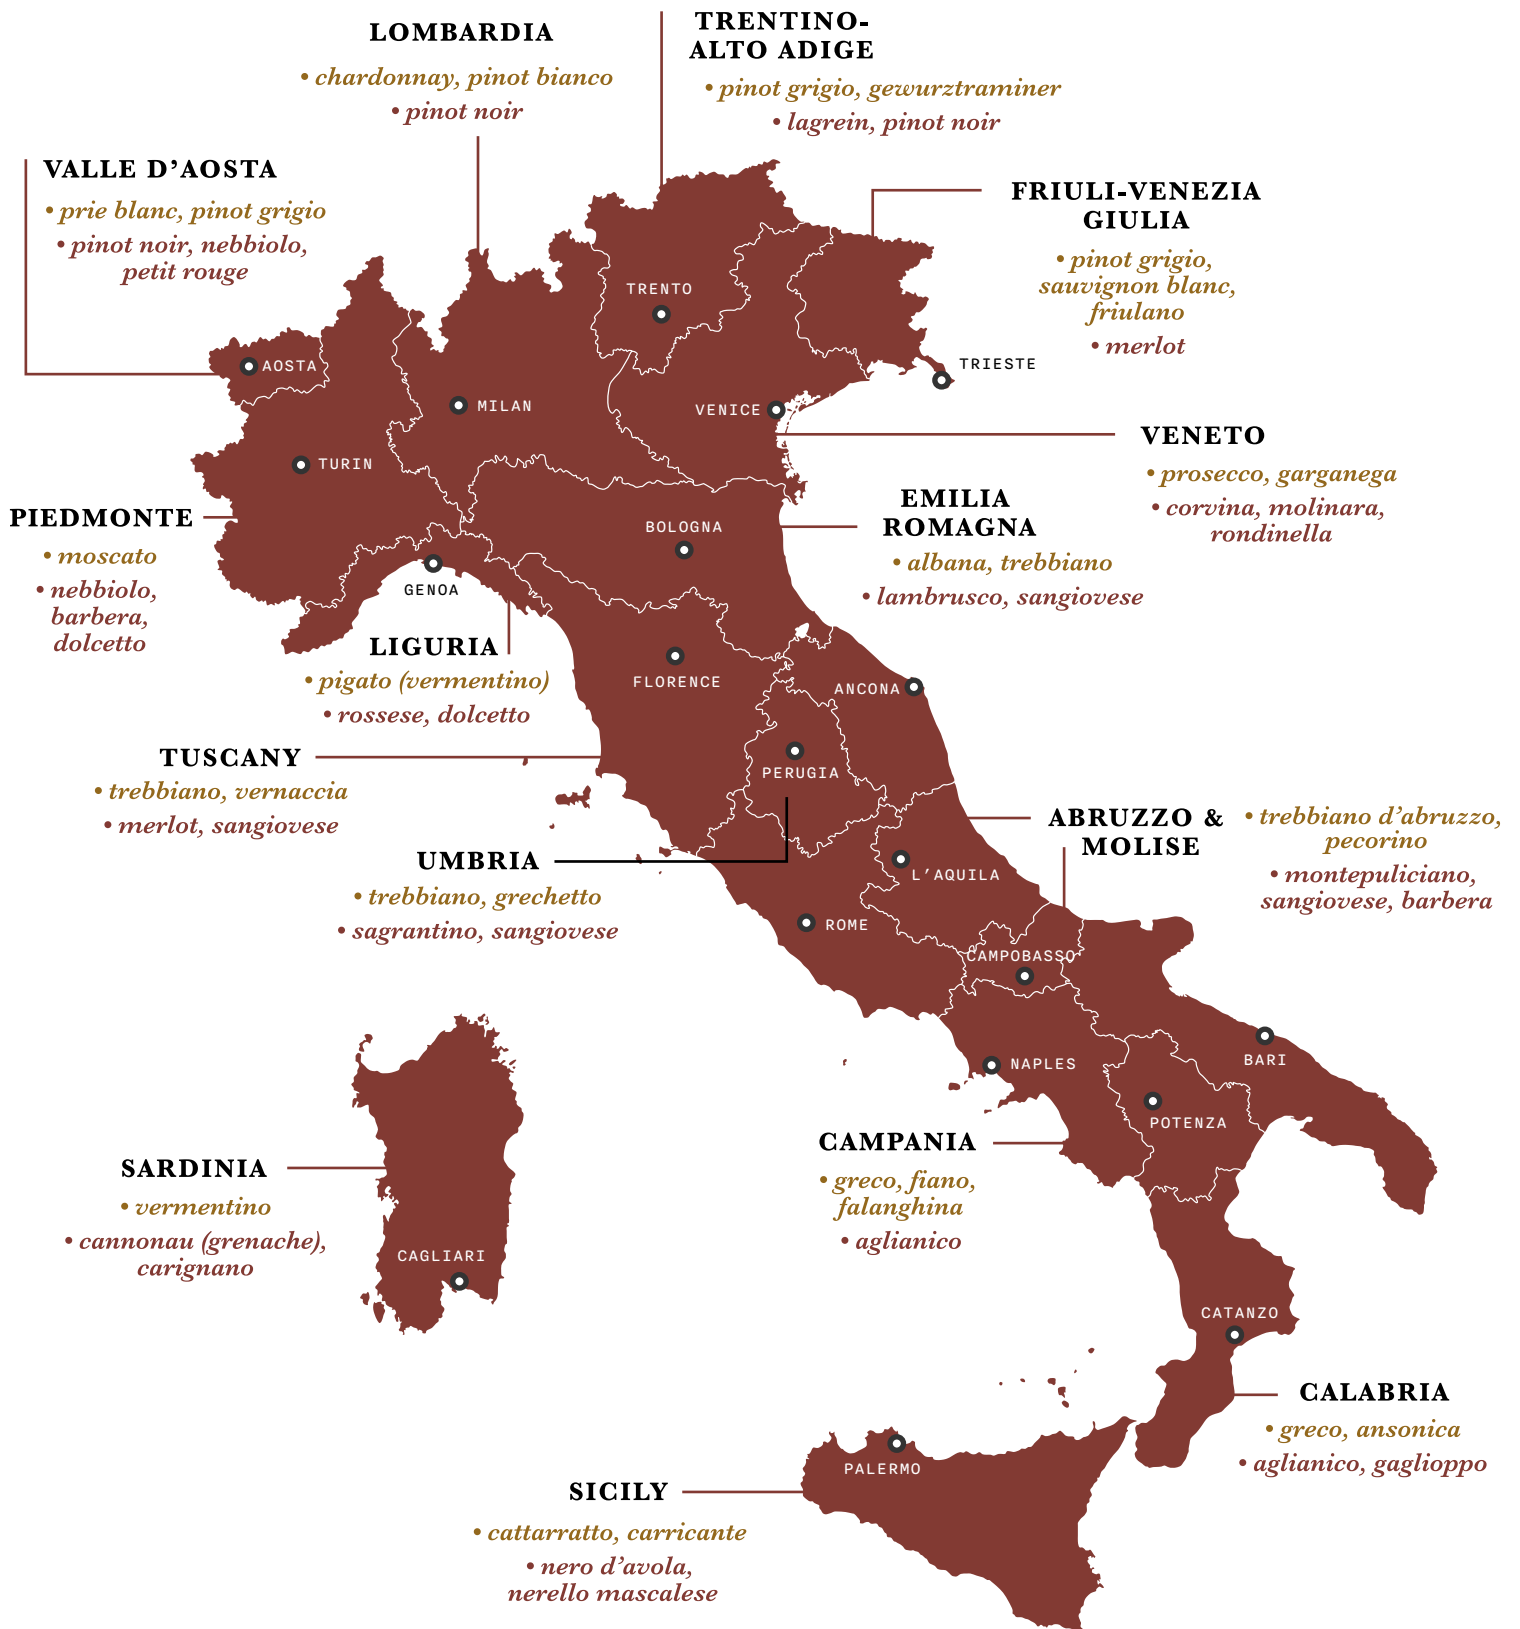 LOMBARDIA
• chardonnay, pinot bianco
• pinot noir
TRENTINO-
ALTO ADIGE
• pinot grigio, gewurztraminer
• lagrein, pinot noir
VALLE D’AOSTA
• prie blanc, pinot grigio
• pinot noir, nebbiolo,
petit rouge
FRIULI-VENEZIA
GIULIA
• pinot grigio,
sauvignon blanc,
friulano
• merlot
TRENTO
AOSTA
TRIESTE
MILAN
VENICE
VENETO
• prosecco, garganega
• corvina, molinara,
rondinella
TURIN
PIEDMONTE
• moscato
• nebbiolo,
barbera,
dolcetto
EMILIA
ROMAGNA
• albana, trebbiano
• lambrusco, sangiovese
BOLOGNA
GENOA
LIGURIA
• pigato (vermentino)
• rossese, dolcetto
FLORENCE
ANCONA
TUSCANY
• trebbiano, vernaccia
• merlot, sangiovese
PERUGIA
UMBRIA
• trebbiano, grechetto
• sagrantino, sangiovese
ABRUZZO &
MOLISE
• trebbiano d’abruzzo,
pecorino
• montepuliciano,
sangiovese, barbera
L’AQUILA
ROME
CAMPOBASSO
BARI
NAPLES
POTENZA
CAMPANIA
• greco, fiano,
falanghina
• aglianico
SARDINIA
• vermentino
• cannonau (grenache),
carignano
CAGLIARI
CATANZO
CALABRIA
• greco, ansonica
• aglianico, gaglioppo
PALERMO
SICILY
• cattarratto, carricante
• nero d’avola,
nerello mascalese